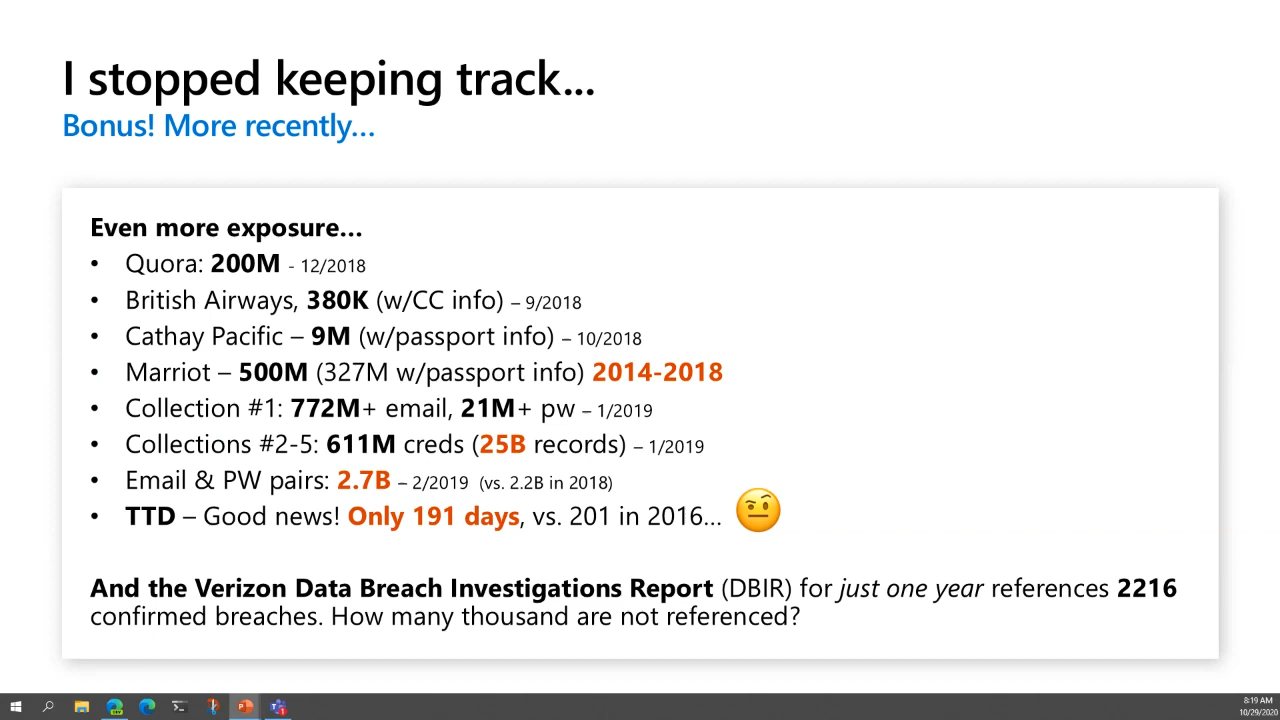 I stopped keeping track...
Bonus! More recently...
Even more exposure...
• Quora: 200M - 12/2018
• British Airways, 380K (w/CC info) – 9/2018
• Cathay Pacific – 9M (w/passport info) – 10/2018
• Marriot – 500M (327M w/passport info) 2014-2018
• Collection #1: 772M+ email, 21M+ pw – 1/2019
• Collections #2-5: 611M creds (25B records) – 1/2019
• Email & PW pairs: 2.7B – 2/2019 (vs. 2.2B in 2018)
• TTD – Good news! Only 191 days, vs. 201 in 2016...
And the Verizon Data Breach Investigations Report (DBIR) for just one year references 2216
confirmed breaches. How many thousand are not referenced?
8:19 AM
10/29/2020